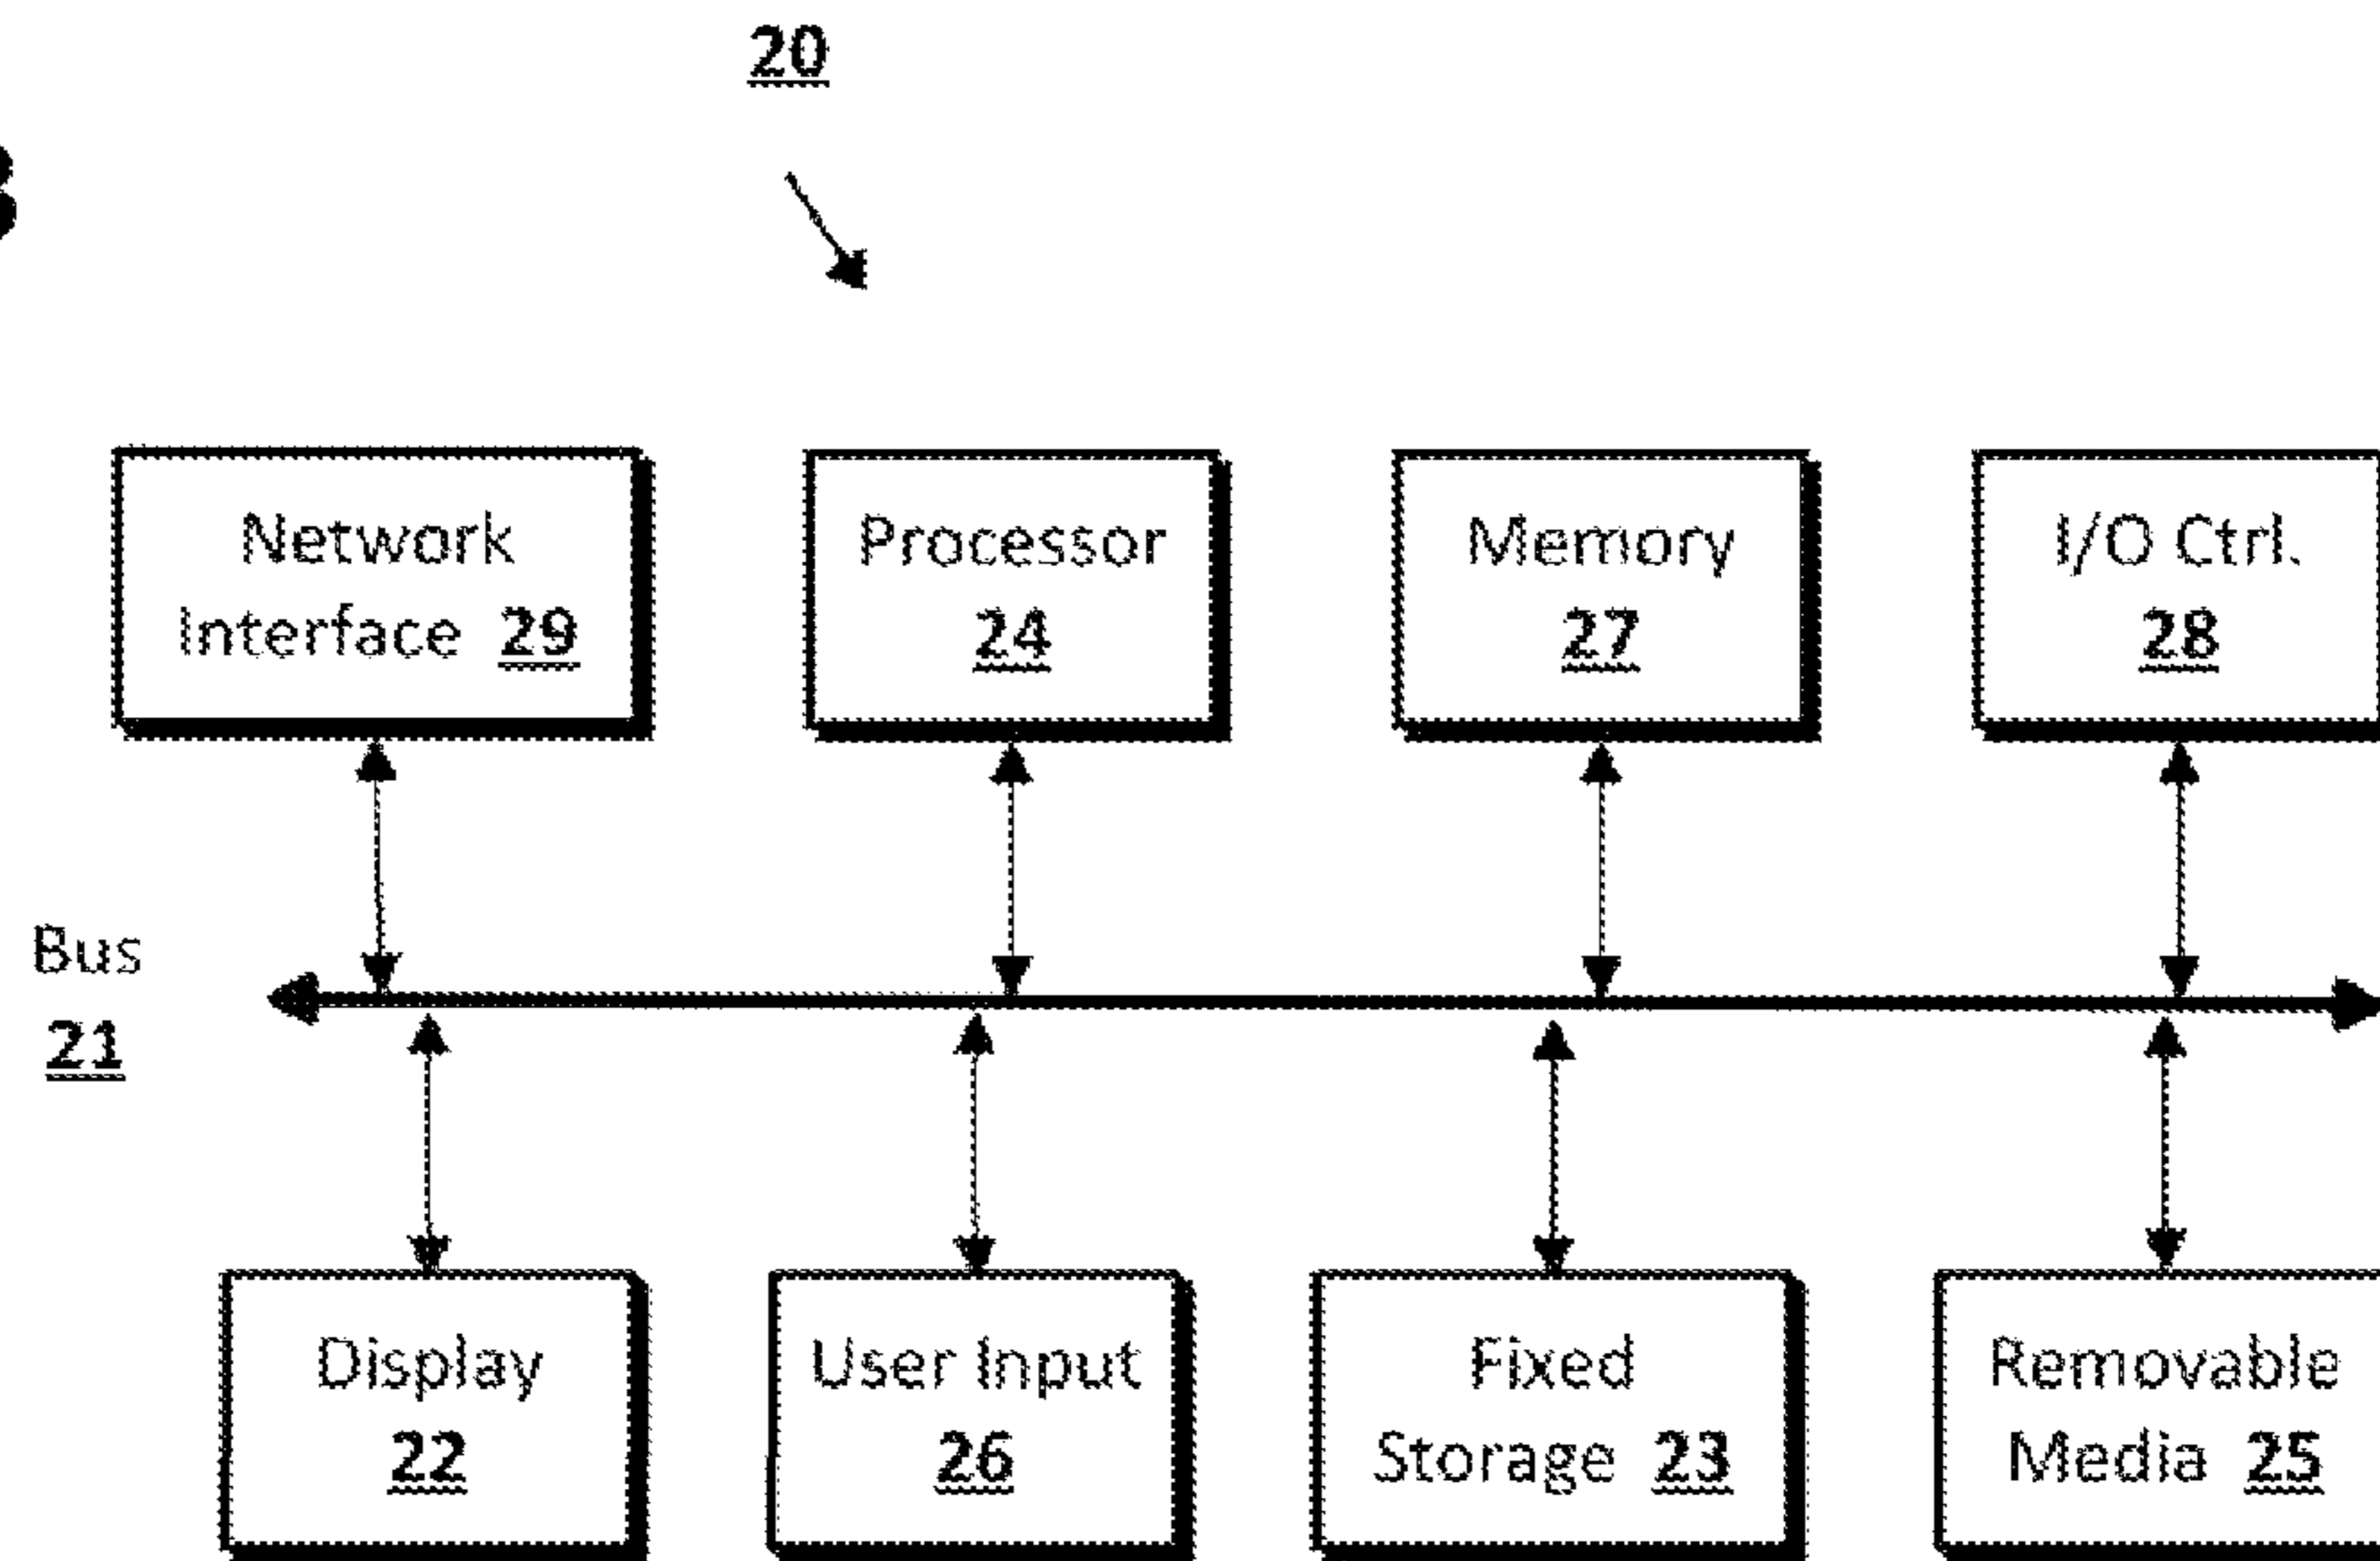 20
Network
Interface 29
Processor
24
Memory
27
I/O Ctrl.
28
Bus
21
Display
22
User Input
26
Fixed
Storage 23
Removable
Media 25